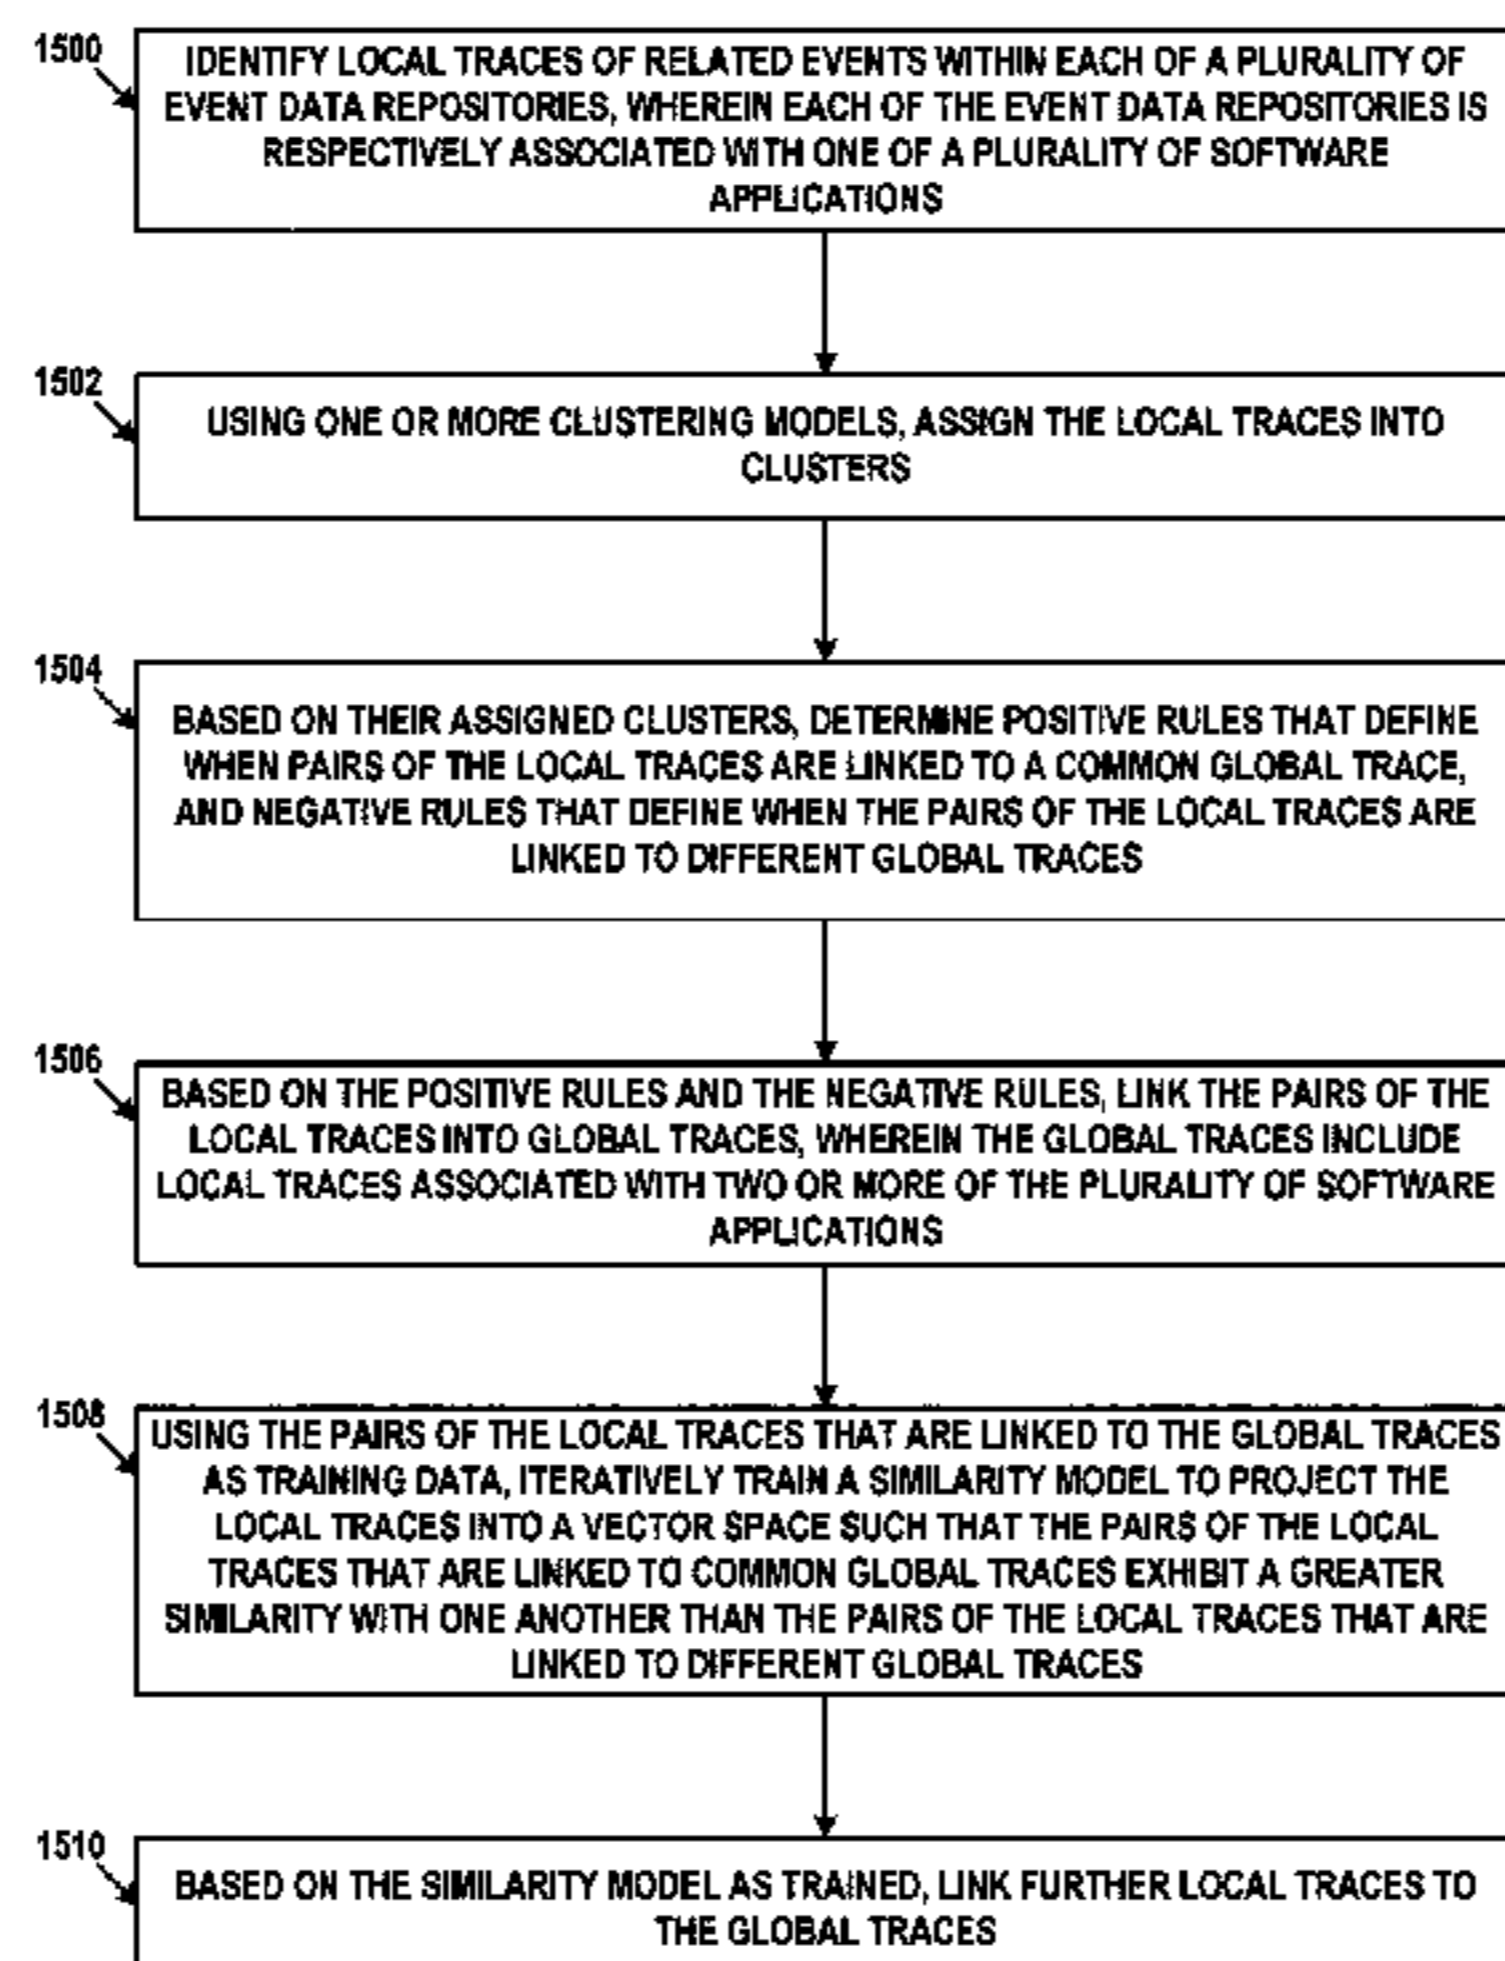 1500
IDENTIFY LOCAL TRACES OF RELATED EVENTS WITHIN EACH OF A PLURALITY OF
EVENT DATA REPOSITORIES, WHEREIN EACH OF THE EVENT DATA REPOSITORIES IS
RESPECTIVELY ASSOCIATED WITH ONE OF A PLURALITY OF SOFTWARE
APPLICATIONS
1502
USING ONE OR MORE CLUSTERING MODELS, ASSIGN THE LOCAL TRACES INTO
CLUSTERS
1504
BASED ON THEIR ASSIGNED CLUSTERS, DETERMINE POSITIVE RULES THAT DEFINE
WHEN PAIRS OF THE LOCAL TRACES ARE LINKED TO A COMMON GLOBAL TRACE,
AND NEGATIVE RULES THAT DEFINE WHEN THE PAIRS OF THE LOCAL TRACES ARE
LINKED TO DIFFERENT GLOBAL TRACES
1506
BASED ON THE POSITIVE RULES AND THE NEGATIVE RULES, LINK THE PAIRS OF THE
LOCAL TRACES INTO GLOBAL TRACES, WHEREIN THE GLOBAL TRACES INCLUDE
LOCAL TRACES ASSOCIATED WITH TWO OR MORE OF THE PLURALITY OF SOFTWARE
APPLICATIONS
1508
USING THE PAIRS OF THE LOCAL TRACES THAT ARE LINKED TO THE GLOBAL TRACES
AS TRAINING DATA, ITERATIVELY TRAIN A SIMILARITY MODEL TO PROJECT THE
LOCAL TRACES INTO A VECTOR SPACE SUCH THAT THE PAIRS OF THE LOCAL
TRACES THAT ARE LINKED TO COMMON GLOBAL TRACES EXHIBIT A GREATER
SIMILARITY WITH ONE ANOTHER THAN THE PAIRS OF THE LOCAL TRACES THAT ARE
LINKED TO DIFFERENT GLOBAL TRACES
1510
BASED ON THE SIMILARITY MODEL AS TRAINED, LINK FURTHER LOCAL TRACES TO
THE GLOBAL TRACES